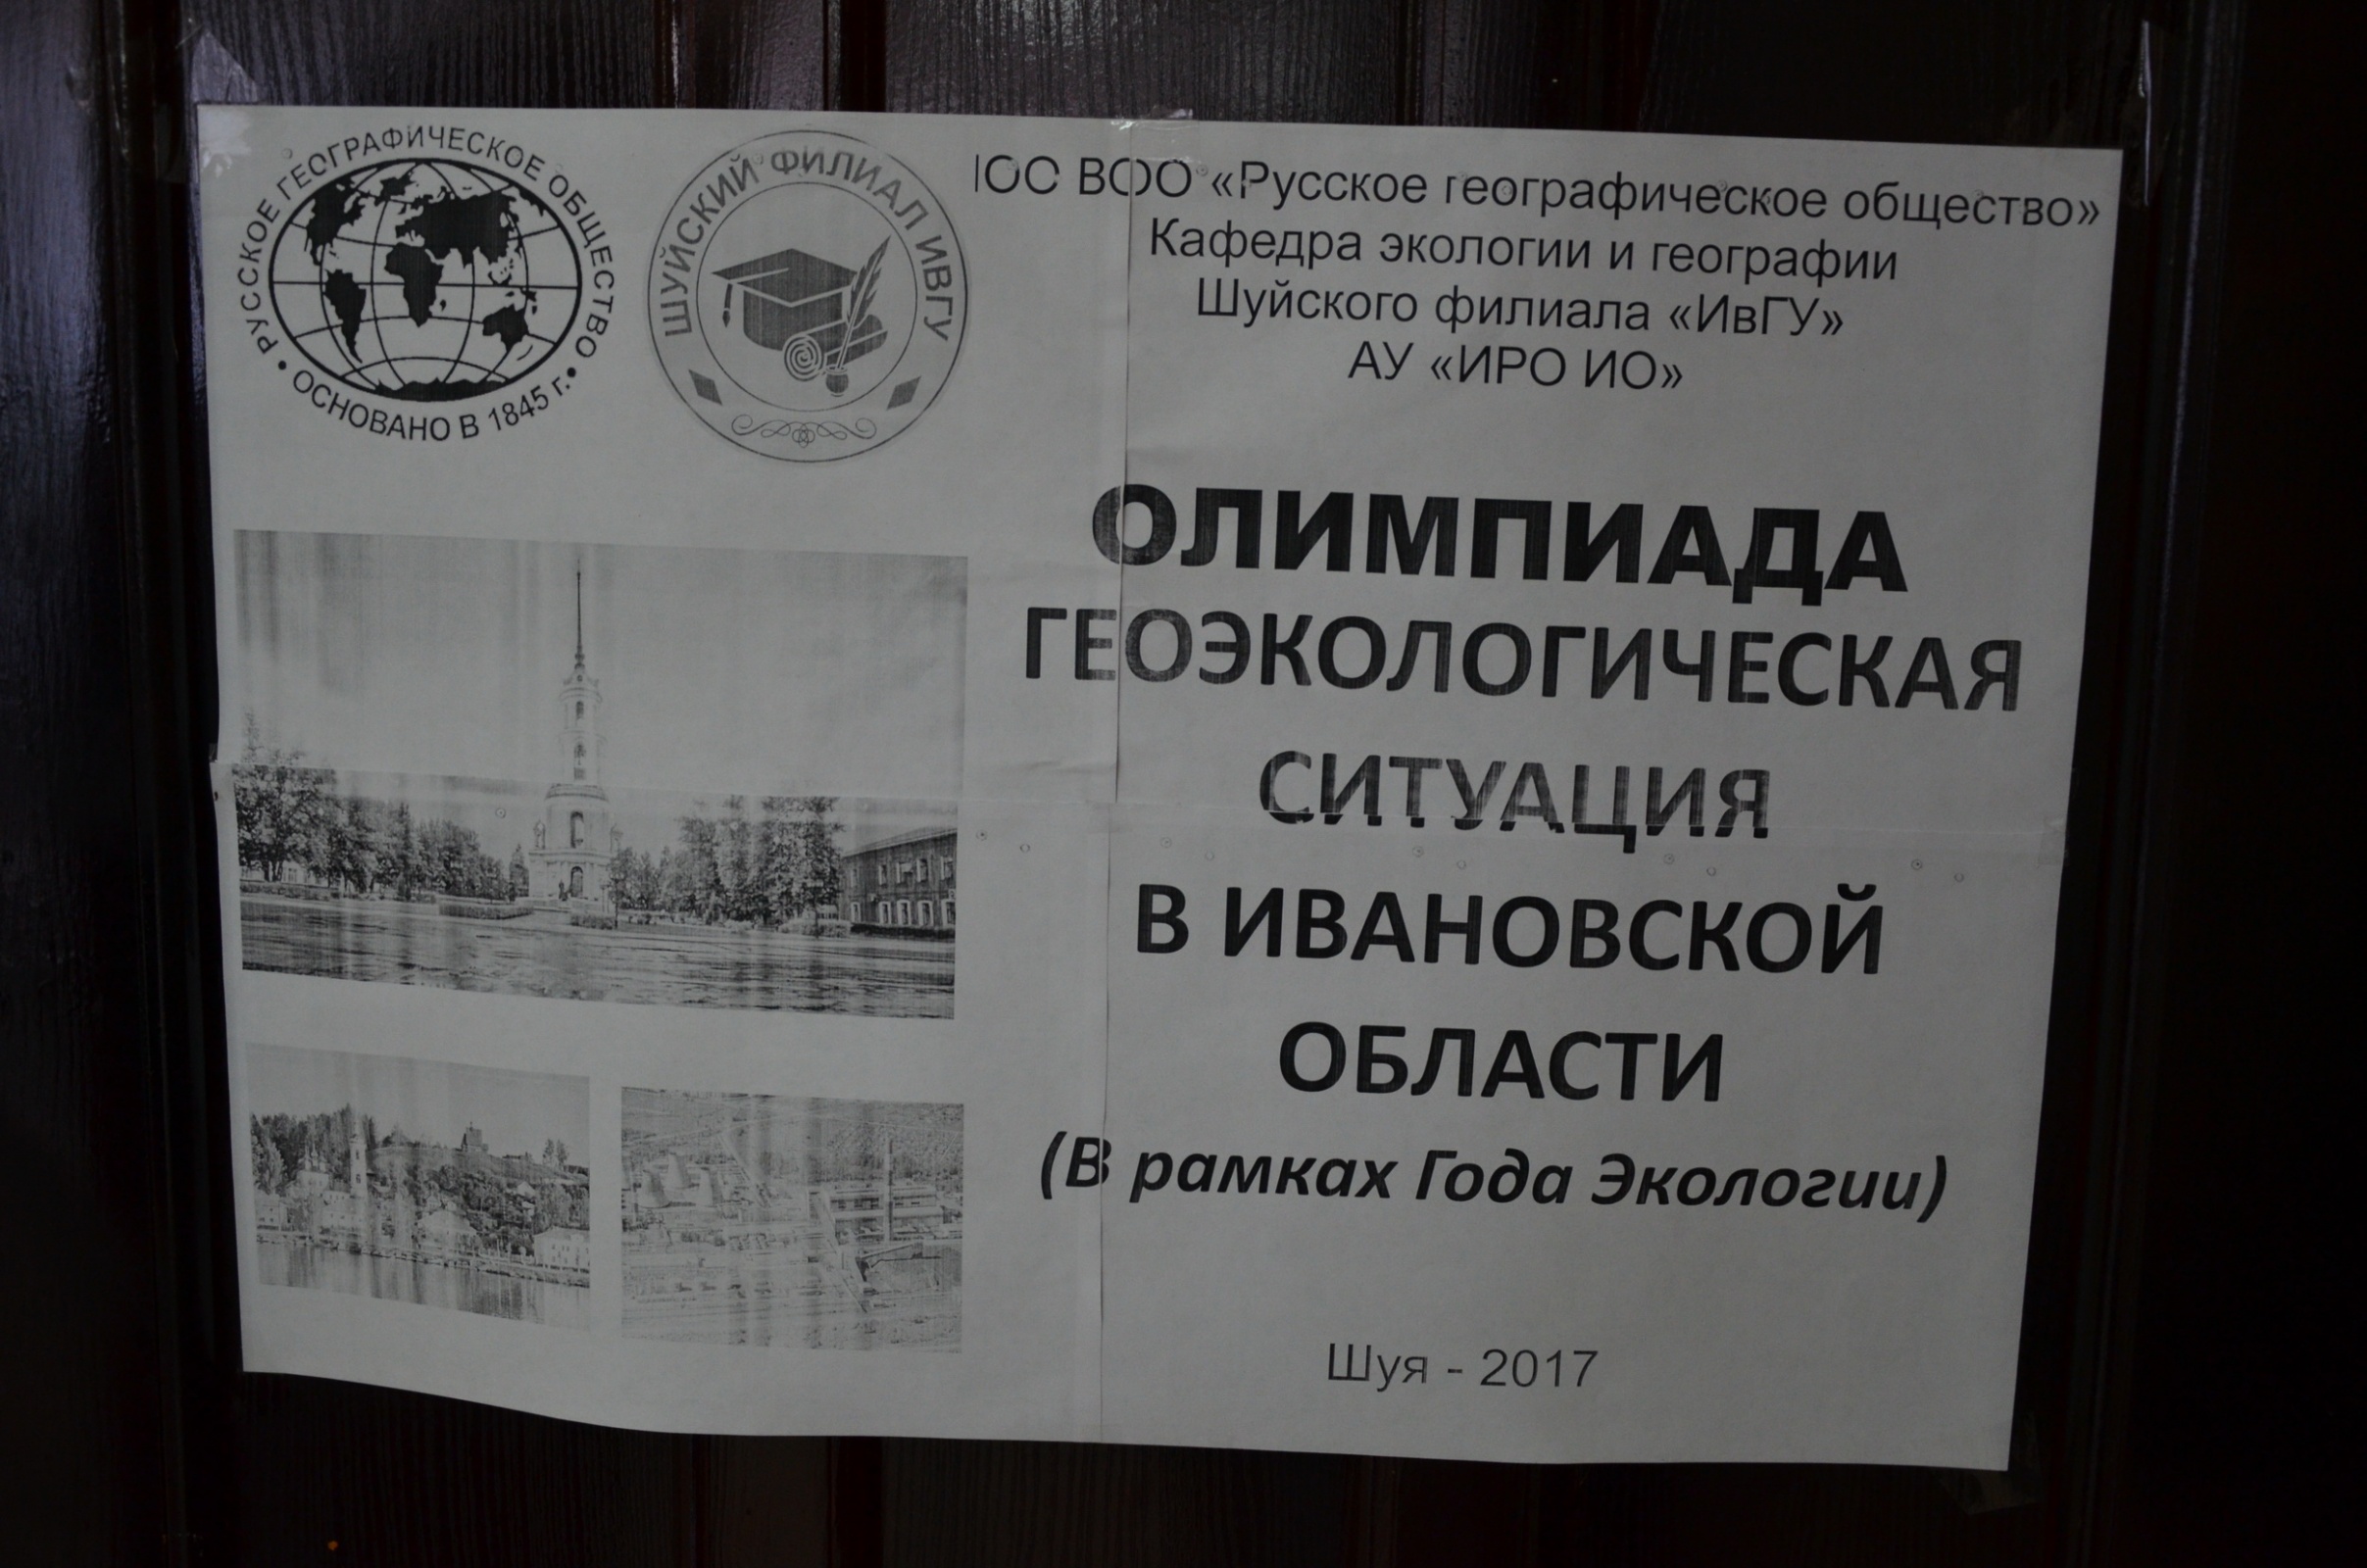 РУССКОЕ ГЕОГРАФИЧЕСКОЕ ОБЩЕСТВО
• ОСНОВАНО В 1845 г. •
ШУЙСКИЙ ФИЛИАЛ ИВГУ
ВОО «Русское географическое общество»
Кафедра экологии и географии
Шуйского филиала «ИвГУ»
АУ «ИРО ИО»
ОЛИМПИАДА
ГЕОЭКОЛОГИЧЕСКАЯ
СИТУАЦИЯ
В ИВАНОВСКОЙ
ОБЛАСТИ
(В рамках Года Экологии)
Шуя - 2017